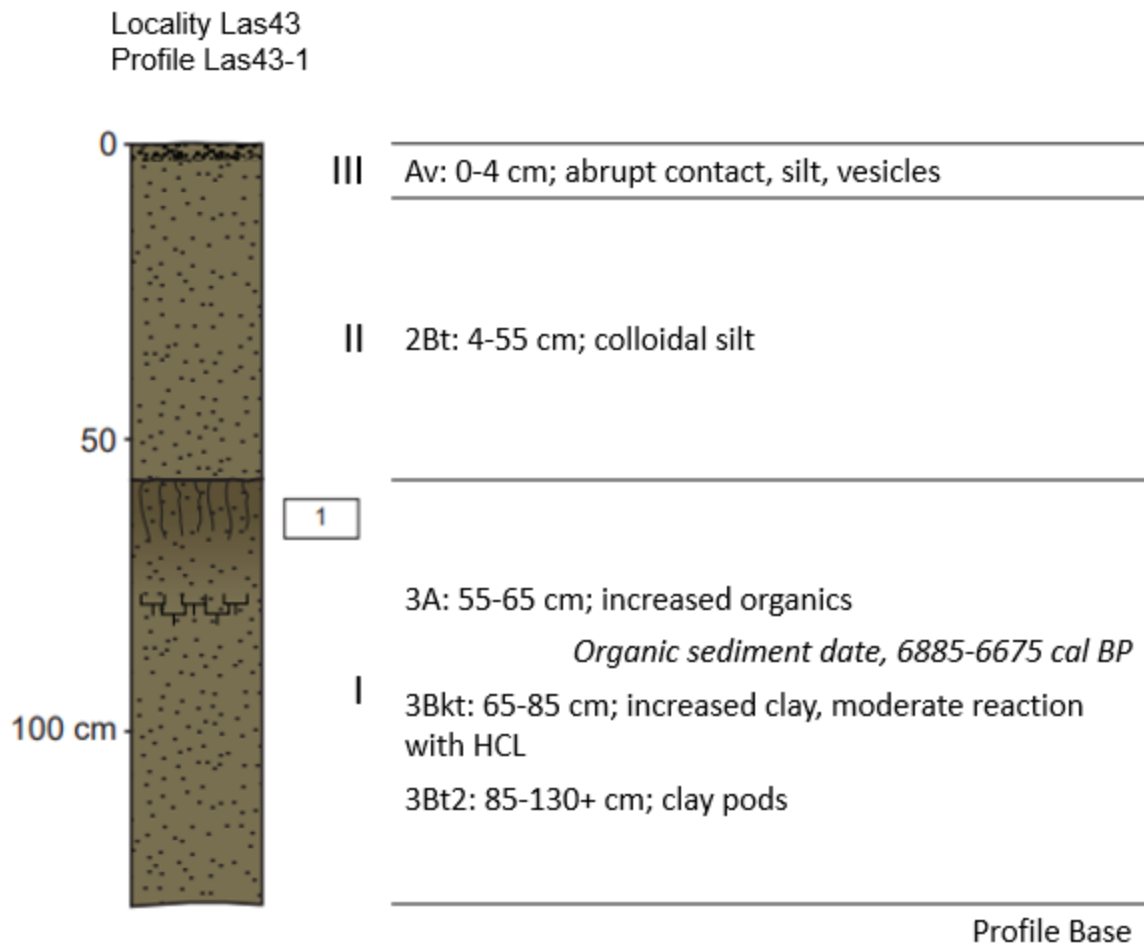 Locality Las43
Profile Las43-1
0
III
Av: 0-4 cm; abrupt contact, silt, vesicles
II
2Bt: 4-55 cm; colloidal silt
50
1
3A: 55-65 cm; increased organics
Organic sediment date, 6885-6675 cal BP
I
3Bkt: 65-85 cm; increased clay, moderate reaction
with HCL
100 cm
3Bt2: 85-130+ cm; clay pods
Profile Base